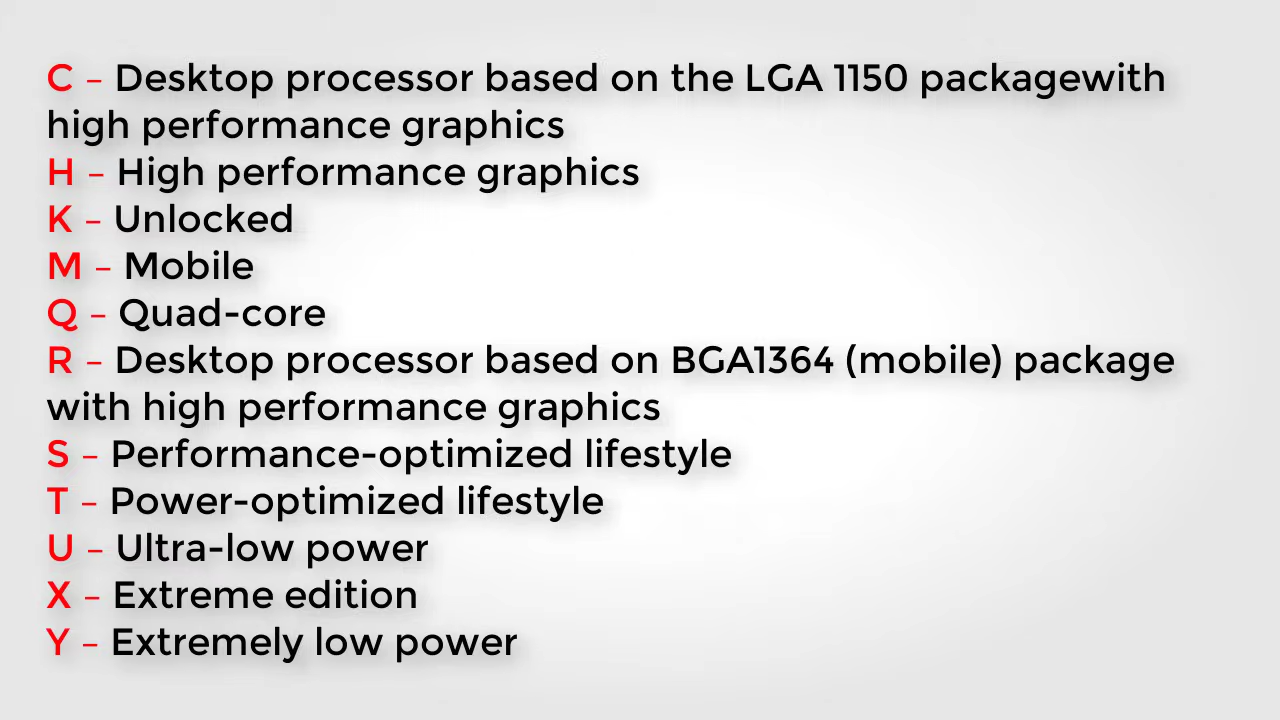 C – Desktop processor based on the LGA 1150 packagewith
high performance graphics
H – High performance graphics
K – Unlocked
M – Mobile
Q – Quad-core
R – Desktop processor based on BGA1364 (mobile) package
with high performance graphics
S – Performance-optimized lifestyle
T – Power-optimized lifestyle
U – Ultra-low power
X – Extreme edition
Y – Extremely low power